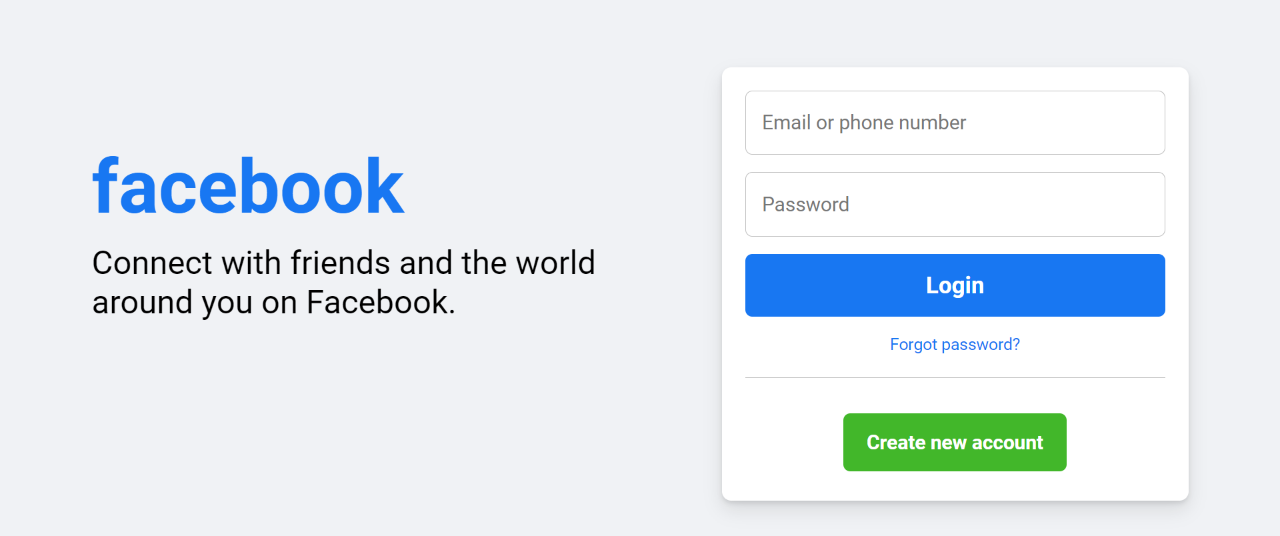 facebook
Connect with friends and the world
around you on Facebook.
Email or phone number
Password
Login
Forgot password?
Create new account